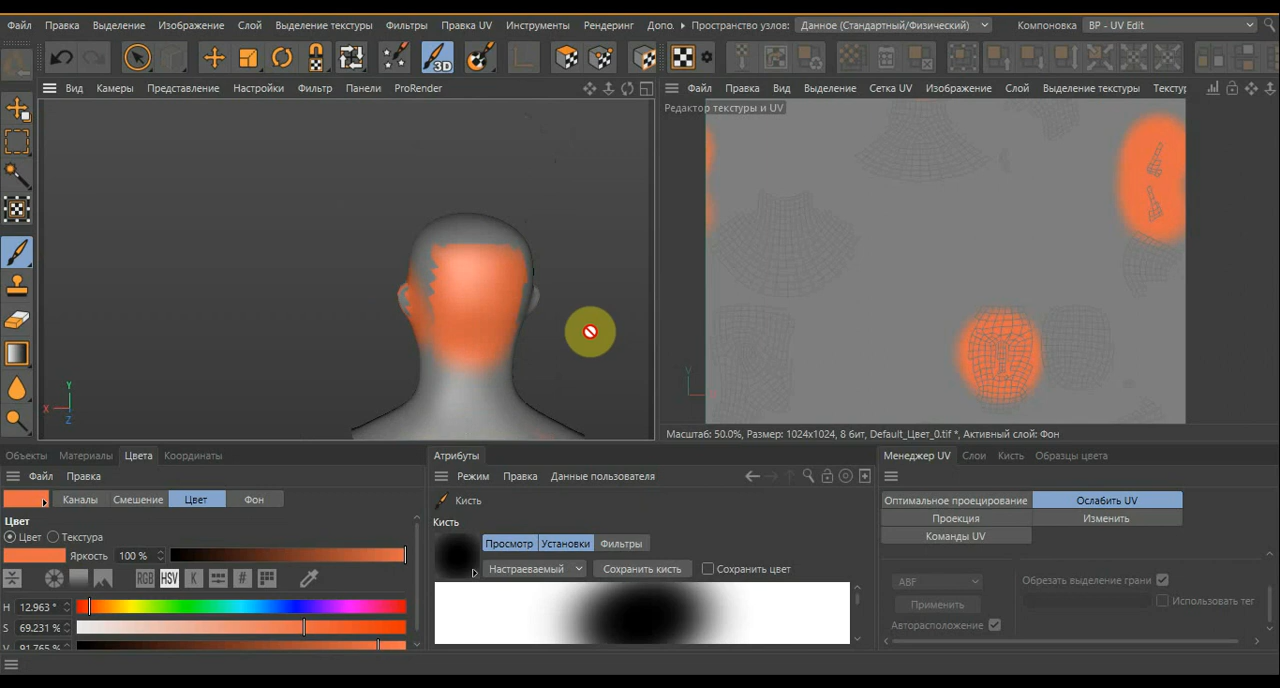 Файл Правка Выделение Изображение Слой Выделение текстуры Фильтры Правка UV Инструменты Рендеринг Допо. Пространство узлов: Данное (Стандартный/Физический) Компоновка BP - UV Edit
3D
Вид Камеры Представление Настройки Фильтр Панели ProRender
Файл Правка Вид Выделение Сетка UV Изображение Слой Выделение текстуры Текстур
Редактор текстуры и UV
Y
X
Z
V
Масштаб: 50.0%, Размер: 1024x1024, 8 бит, Default_Цвет_0.tif *, Активный слой: Фон
Объекты Материалы Цвета Координаты
Файл Правка
Каналы Смешение Цвет Фон
Цвет
Цвет Текстура
Яркость 100 %
RGB HSV K #
H 12.963 °
S 69.231 %
V 91.765 %
Атрибуты
Режим Правка Данные пользователя
Кисть
Кисть
Просмотр Установки Фильтры
Настраеваемый Сохранить кисть Сохранить цвет
Менеджер UV Слои Кисть Образцы цвета
Оптимальное проецирование Ослабить UV
Проекция Изменить
Команды UV
ABF Обрезать выделение грани
Применить Использовать тег
Авторасположение